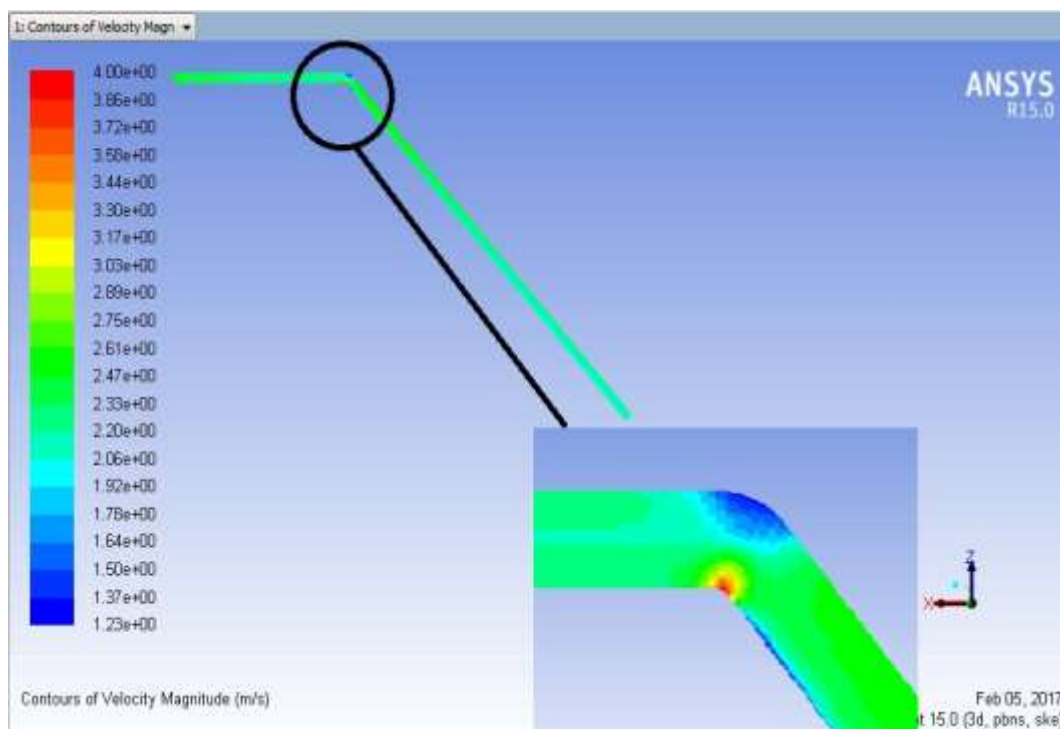 1: Contours of Velocity Magn
ANSYS
R15.0
4.00e+00
3.86e+00
3.72e+00
3.58e+00
3.44e+00
3.30e+00
3.17e+00
3.03e+00
2.89e+00
2.75e+00
2.61e+00
2.47e+00
2.33e+00
2.20e+00
2.06e+00
1.92e+00
1.78e+00
1.64e+00
1.50e+00
1.37e+00
1.23e+00
Z
X
Contours of Velocity Magnitude (m/s)
Feb 05, 2017
t 15.0 (3d, pbns, ske